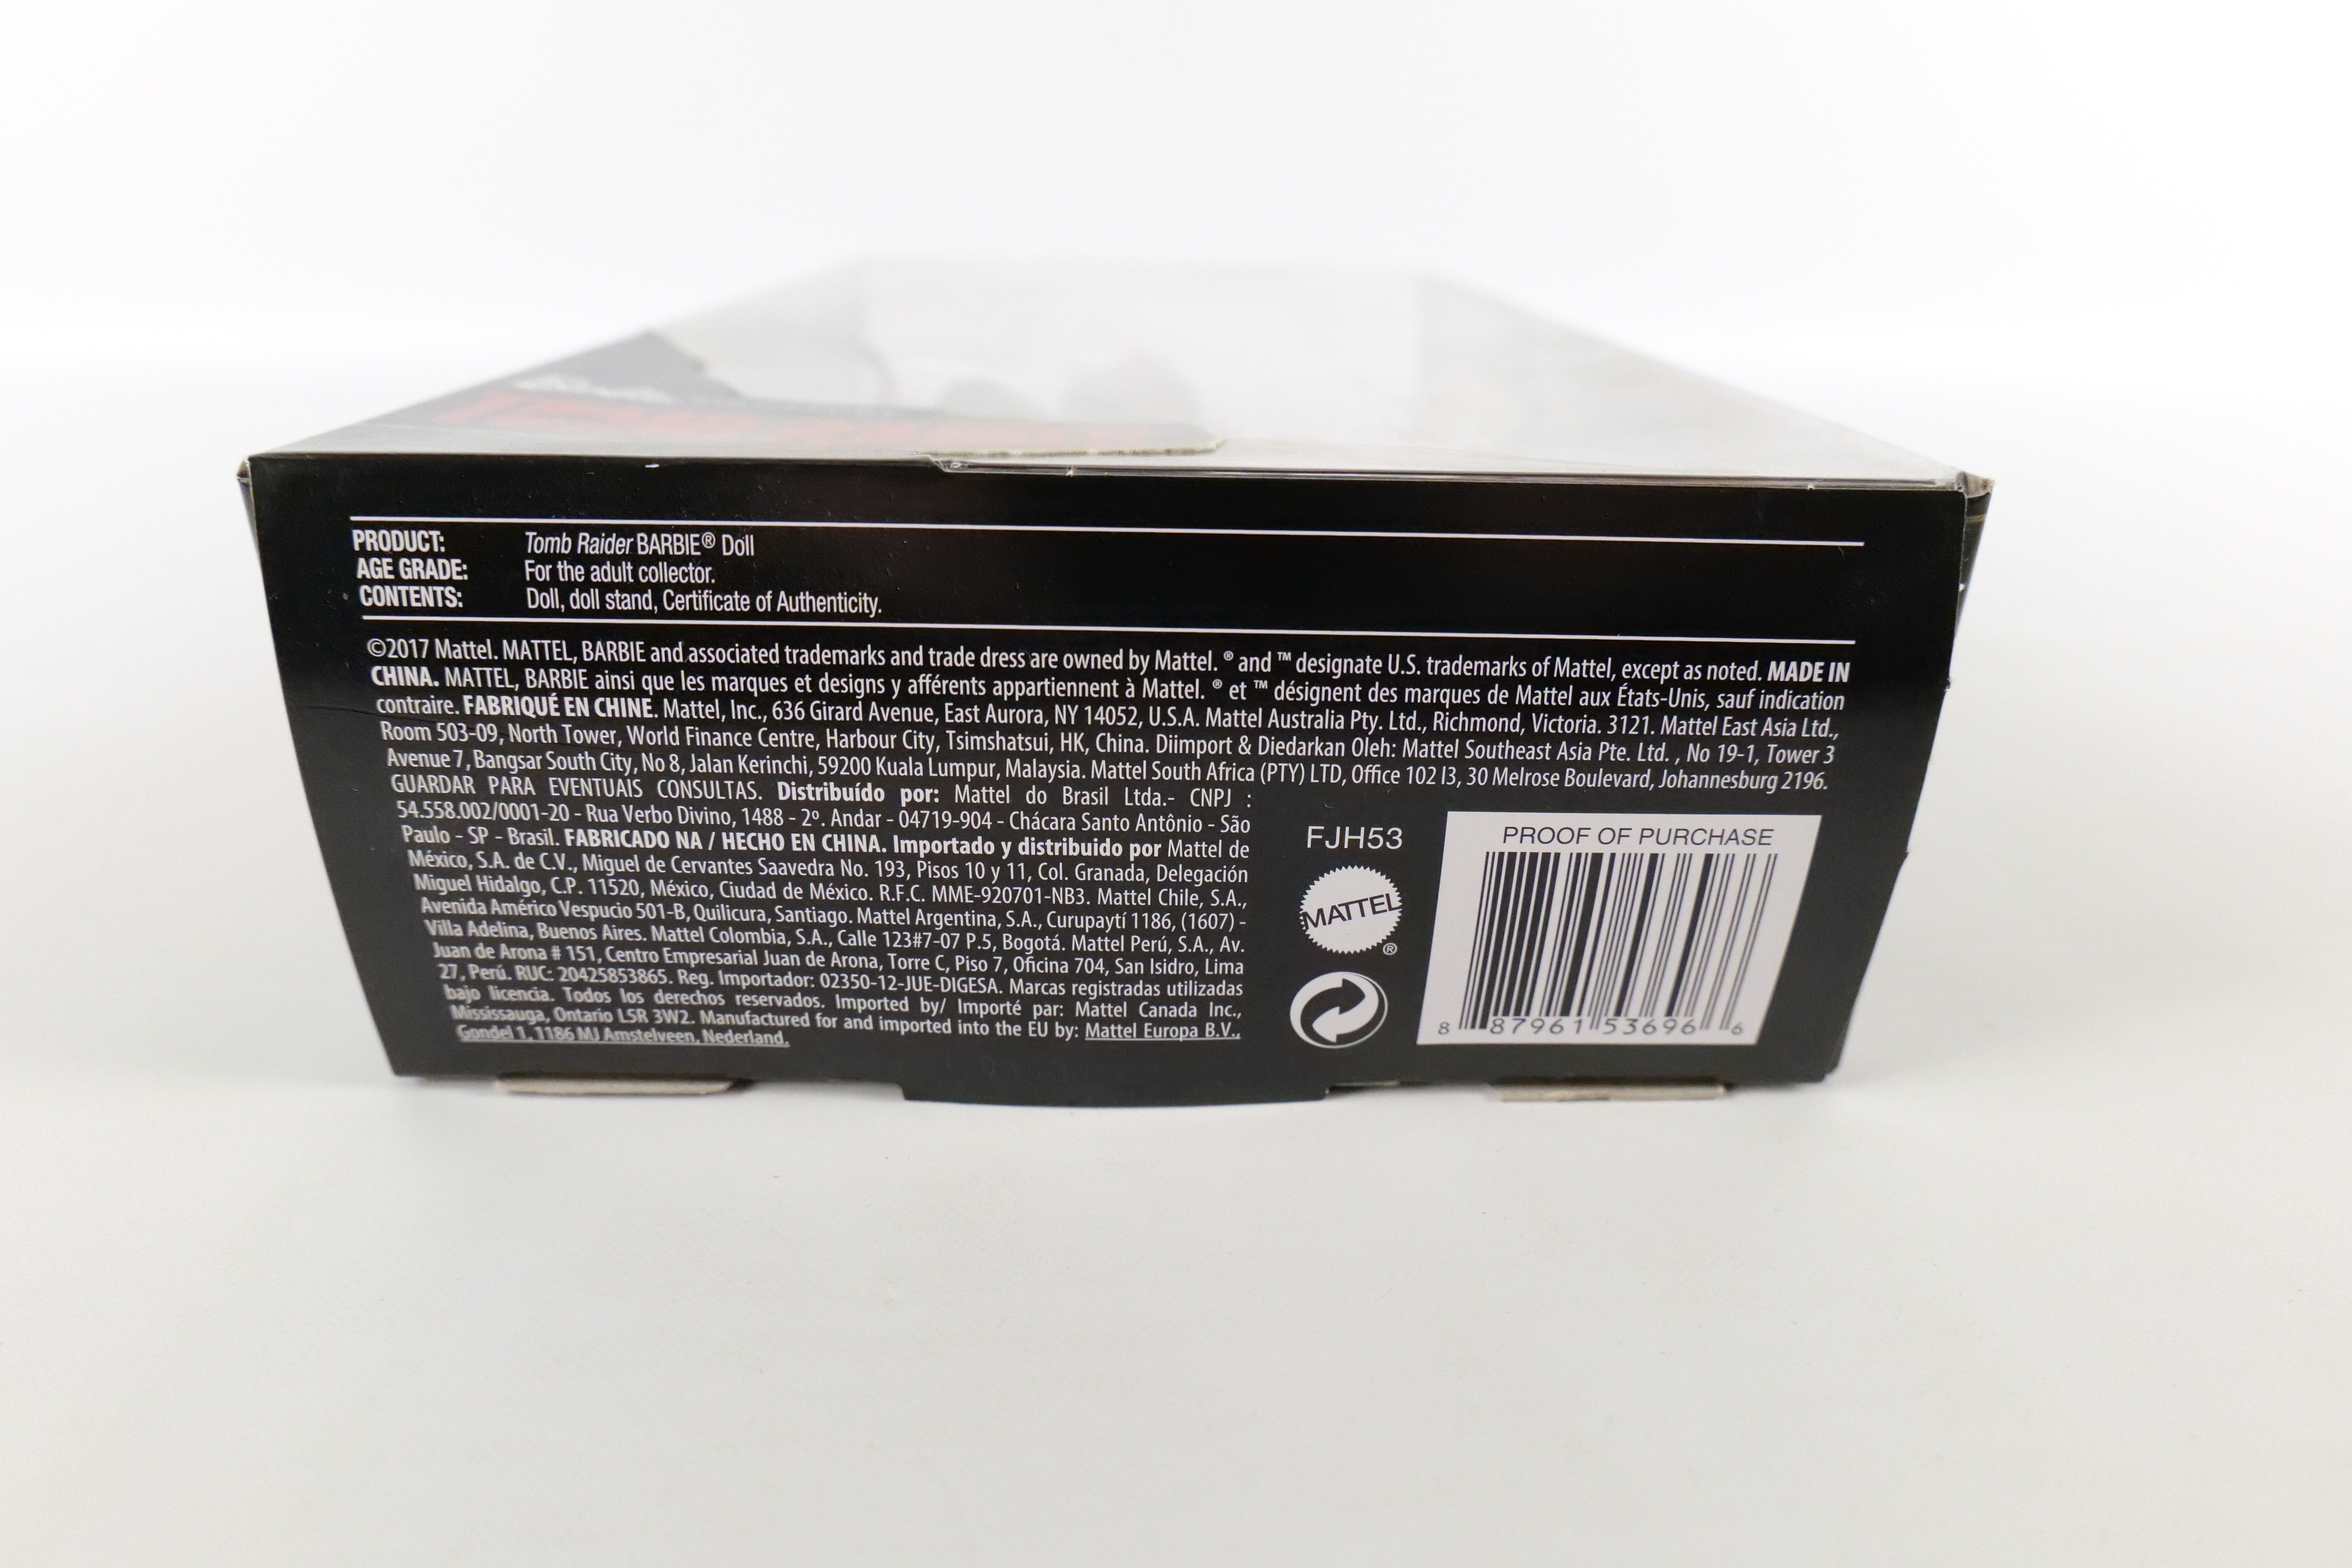 TOMB RAIDER
PRODUCT: Tomb Raider BARBIE® Doll
AGE GRADE: For the adult collector.
CONTENTS: Doll, doll stand, Certificate of Authenticity.
©2017 Mattel. MATTEL, BARBIE and associated trademarks and trade dress are owned by Mattel. ® and ™ designate U.S. trademarks of Mattel, except as noted. MADE IN
CHINA. MATTEL, BARBIE ainsi que les marques et designs y afférents appartiennent à Mattel. ® et ™ désignent des marques de Mattel aux États-Unis, sauf indication
contraire. FABRIQUÉ EN CHINE. Mattel, Inc., 636 Girard Avenue, East Aurora, NY 14052, U.S.A. Mattel Australia Pty. Ltd., Richmond, Victoria. 3121. Mattel East Asia Ltd.,
Room 503-09, North Tower, World Finance Centre, Harbour City, Tsimshatsui, HK, China. Diimport & Diedarkan Oleh: Mattel Southeast Asia Pte. Ltd. , No 19-1, Tower 3
Avenue 7, Bangsar South City, No 8, Jalan Kerinchi, 59200 Kuala Lumpur, Malaysia. Mattel South Africa (PTY) LTD, Office 102 I3, 30 Melrose Boulevard, Johannesburg 2196.
GUARDAR PARA EVENTUAIS CONSULTAS. Distribuído por: Mattel do Brasil Ltda.- CNPJ :
54.558.002/0001-20 - Rua Verbo Divino, 1488 - 2º. Andar - 04719-904 - Chácara Santo Antônio - São
Paulo - SP - Brasil. FABRICADO NA / HECHO EN CHINA. Importado y distribuido por Mattel de
México, S.A. de C.V., Miguel de Cervantes Saavedra No. 193, Pisos 10 y 11, Col. Granada, Delegación
Miguel Hidalgo, C.P. 11520, México, Ciudad de México. R.F.C. MME-920701-NB3. Mattel Chile, S.A.,
Avenida Américo Vespucio 501-B, Quilicura, Santiago. Mattel Argentina, S.A., Curupaytí 1186, (1607) -
Villa Adelina, Buenos Aires. Mattel Colombia, S.A., Calle 123#7-07 P.5, Bogotá. Mattel Perú, S.A., Av.
Juan de Arona # 151, Centro Empresarial Juan de Arona, Torre C, Piso 7, Oficina 704, San Isidro, Lima
27, Perú. RUC: 20425853865. Reg. Importador: 02350-12-JUE-DIGESA. Marcas registradas utilizadas
bajo licencia. Todos los derechos reservados. Imported by/ Importé par: Mattel Canada Inc.,
Mississauga, Ontario L5R 3W2. Manufactured for and imported into the EU by: Mattel Europa B.V.,
Gondel 1, 1186 MJ Amstelveen, Nederland.
FJH53
MATTEL®
PROOF OF PURCHASE
8 87961 53696 6